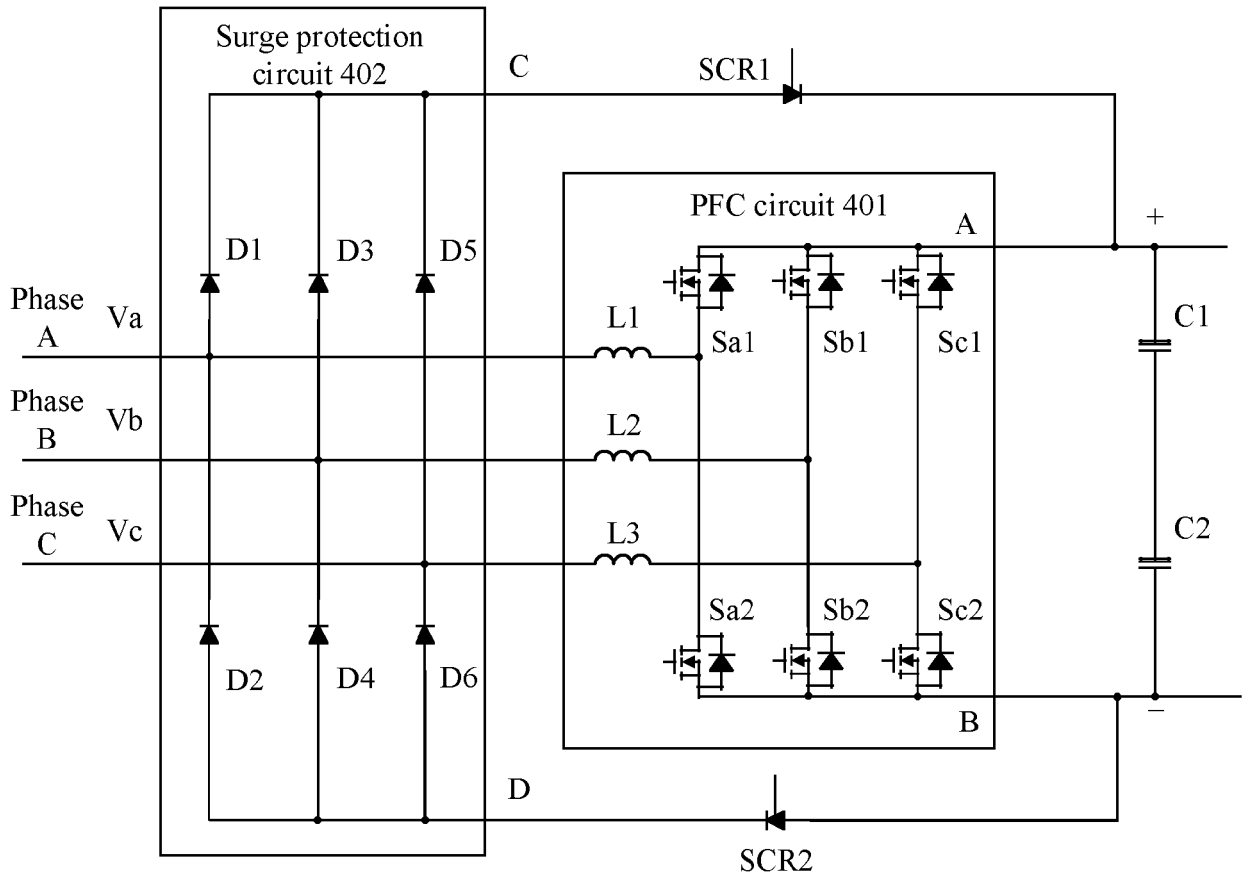 Surge protection
circuit 402
C
SCR1
PFC circuit 401
A
+
D1
D3
D5
Phase
A
Va
L1
Sa1
Sb1
Sc1
C1
Phase
B
Vb
L2
Phase
C
Vc
L3
C2
Sa2
Sb2
Sc2
D2
D4
D6
B
−
D
SCR2